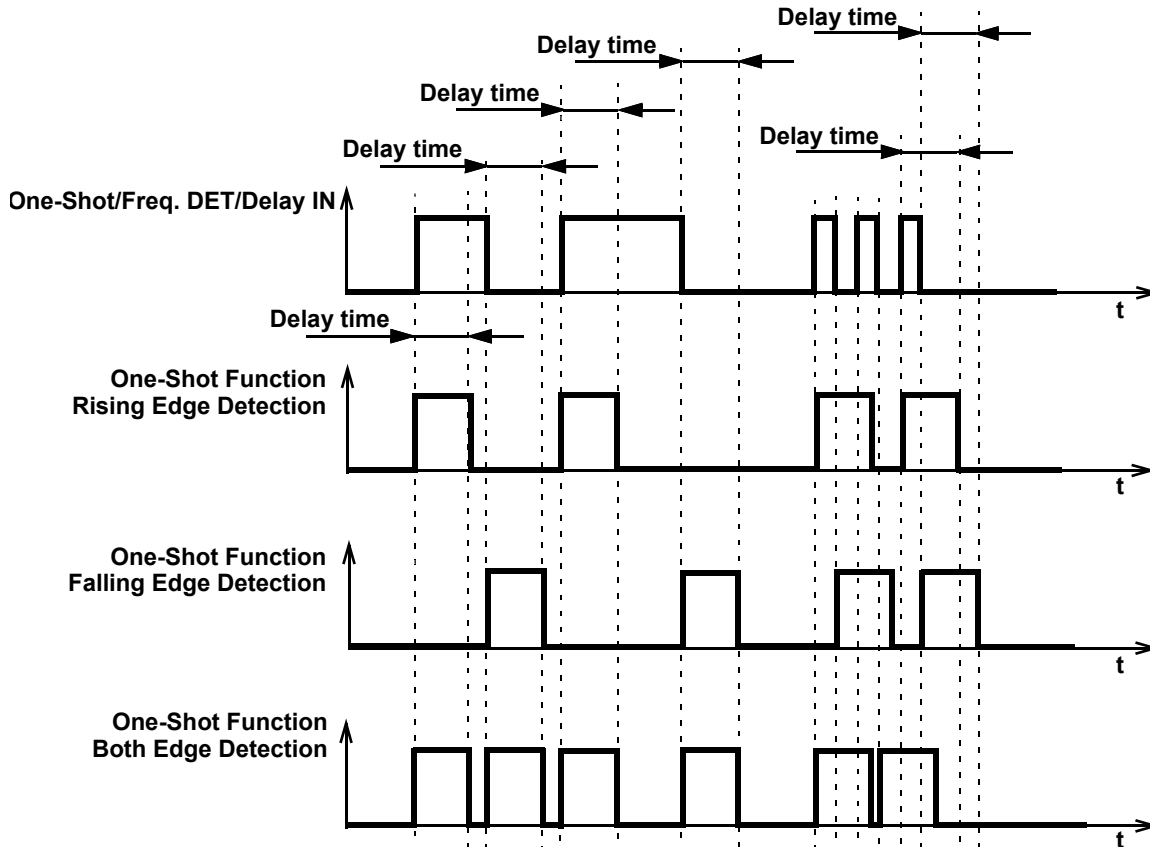 Delay time
Delay time
Delay time
Delay time
Delay time
One-Shot/Freq. DET/Delay IN
t
Delay time
One-Shot Function
Rising Edge Detection
t
One-Shot Function
Falling Edge Detection
t
One-Shot Function
Both Edge Detection
t